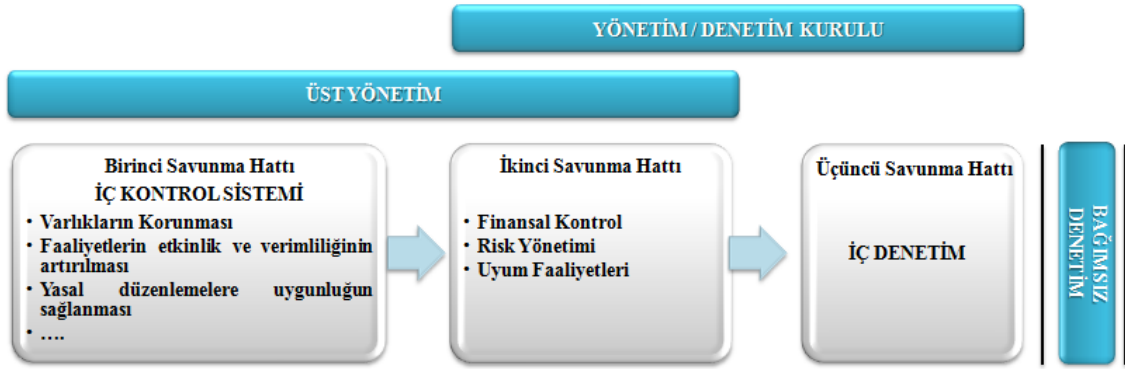 YÖNETİM / DENETİM KURULU
ÜST YÖNETİM
Birinci Savunma Hattı
İÇ KONTROL SİSTEMİ
• Varlıkların Korunması
• Faaliyetlerin etkinlik ve verimliliğinin
artırılması
• Yasal düzenlemelere uygunluğun
sağlanması
• ….
İkinci Savunma Hattı
• Finansal Kontrol
• Risk Yönetimi
• Uyum Faaliyetleri
Üçüncü Savunma Hattı
İÇ DENETİM
BAĞIMSIZ
DENETİM